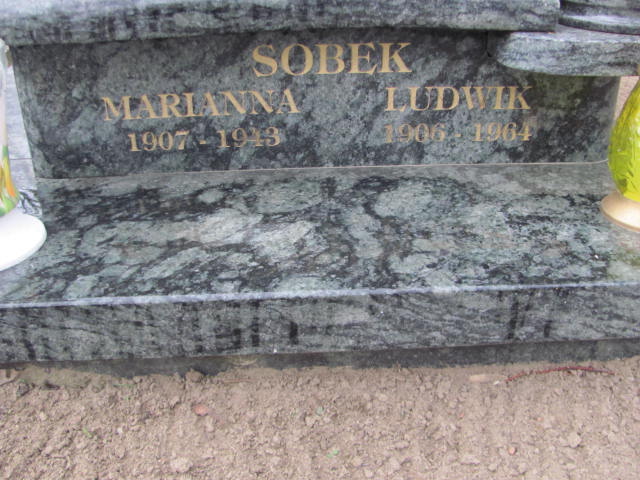 SOBEK
MARIANNA LUDWIK
1907 - 1943 1906 - 1964